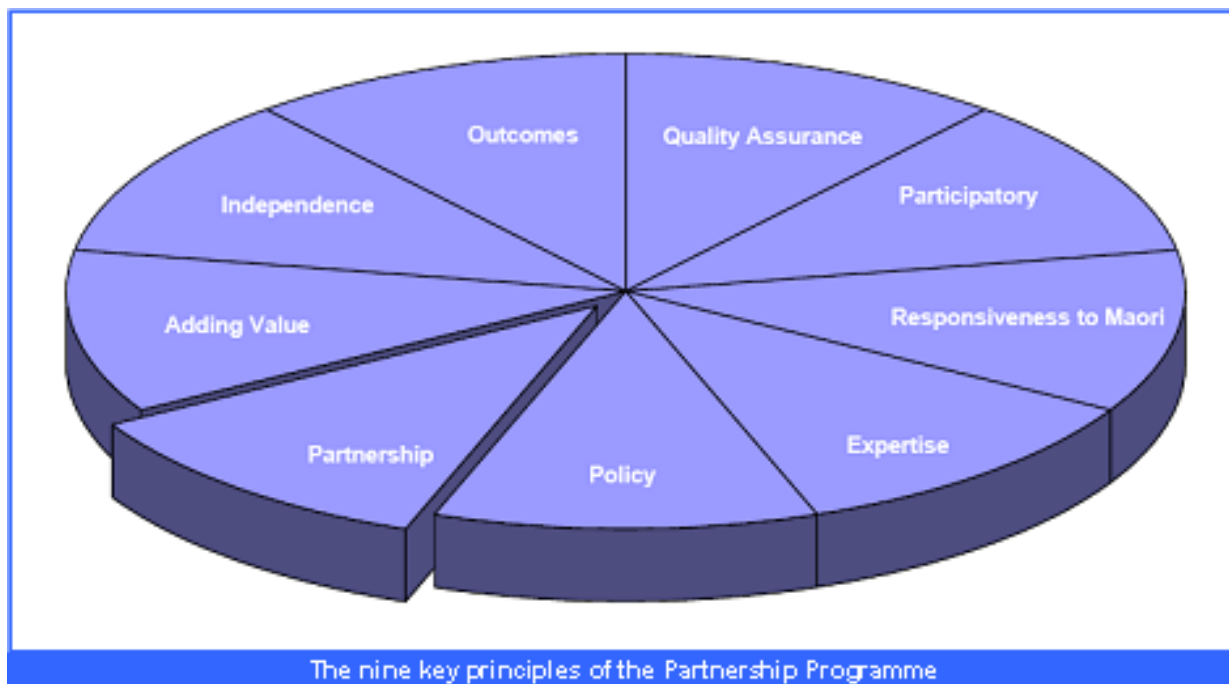 Outcomes
Quality Assurance
Participatory
Independence
Responsiveness to Maori
Adding Value
Expertise
Partnership
Policy
The nine key principles of the Partnership Programme